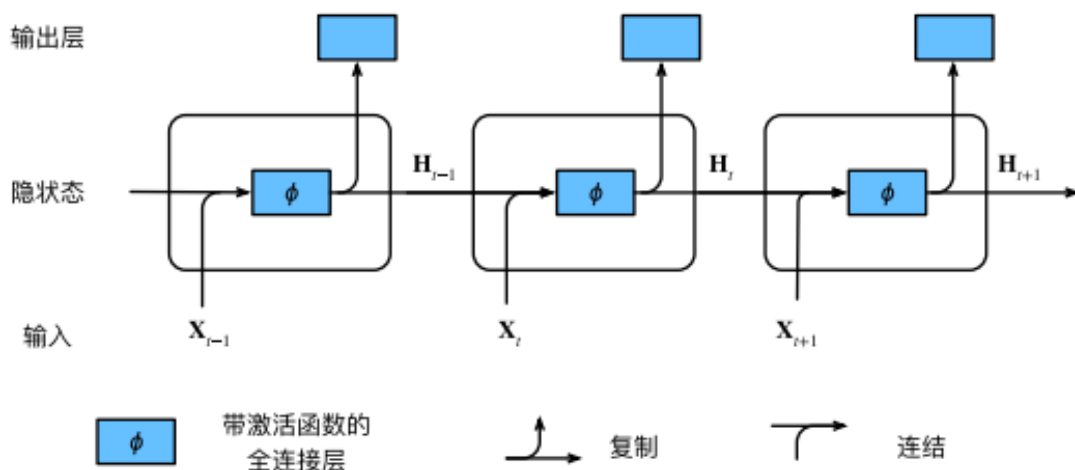 输出层
隐状态
ϕ
H_{t−1}
ϕ
H_t
ϕ
H_{t+1}
输入
X_{t−1}
X_t
X_{t+1}
ϕ
带激活函数的
全连接层
复制
连结